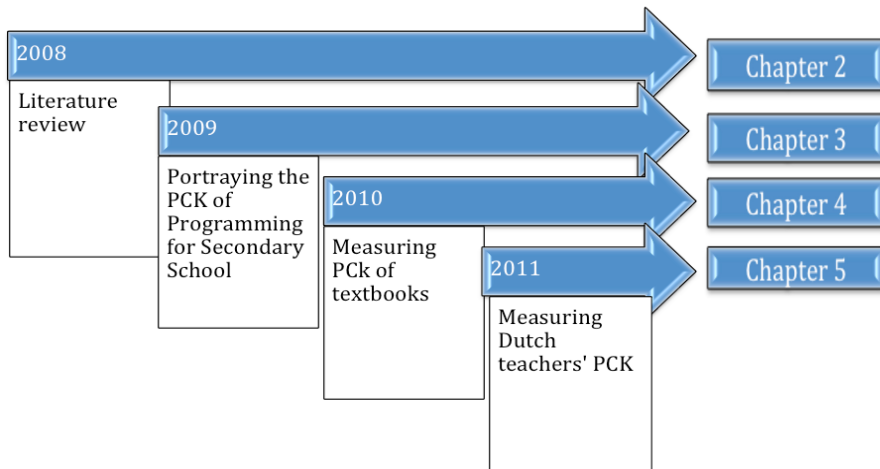 2008
Chapter 2
Literature
review
2009
Chapter 3
Portraying the
PCK of
Programming
for Secondary
School
2010
Chapter 4
Measuring
PCk of
textbooks
2011
Chapter 5
Measuring
Dutch
teachers' PCK